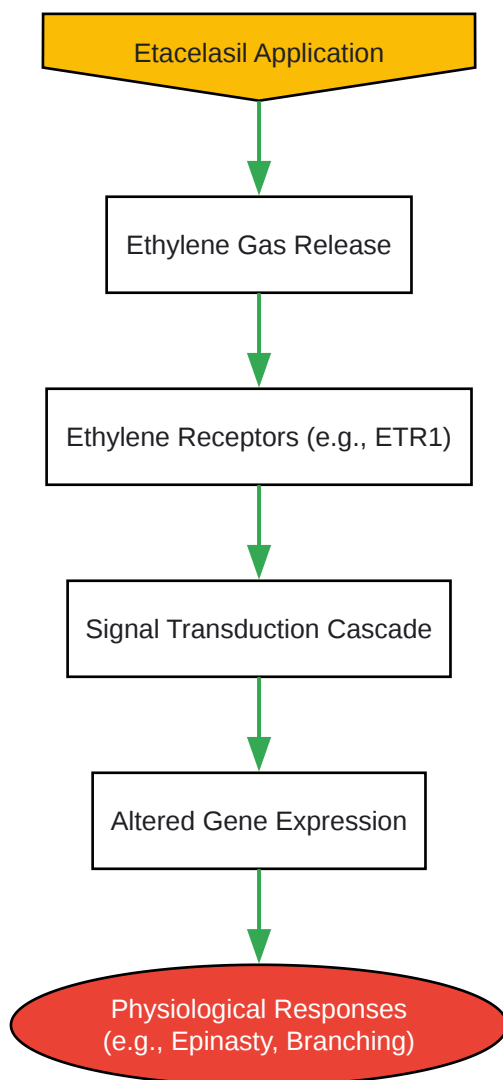 Etacelasil Application
Ethylene Gas Release
Ethylene Receptors (e.g., ETR1)
Signal Transduction Cascade
Altered Gene Expression
Physiological Responses
(e.g., Epinasty, Branching)